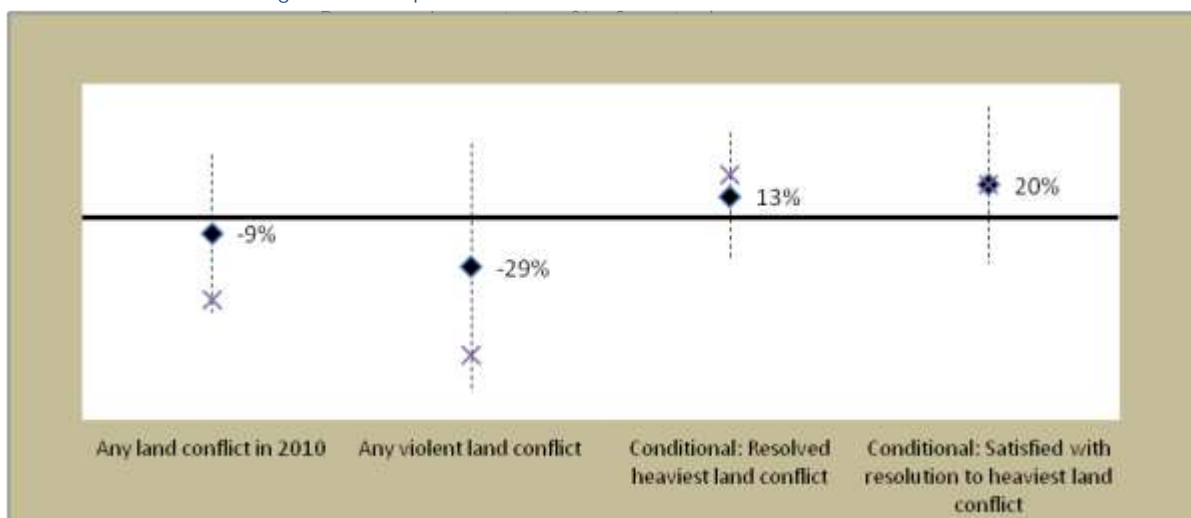 -9%
-29%
13%
20%
Any land conflict in 2010
Any violent land conflict
Conditional: Resolved
heaviest land conflict
Conditional: Satisfied with
resolution to heaviest land
conflict